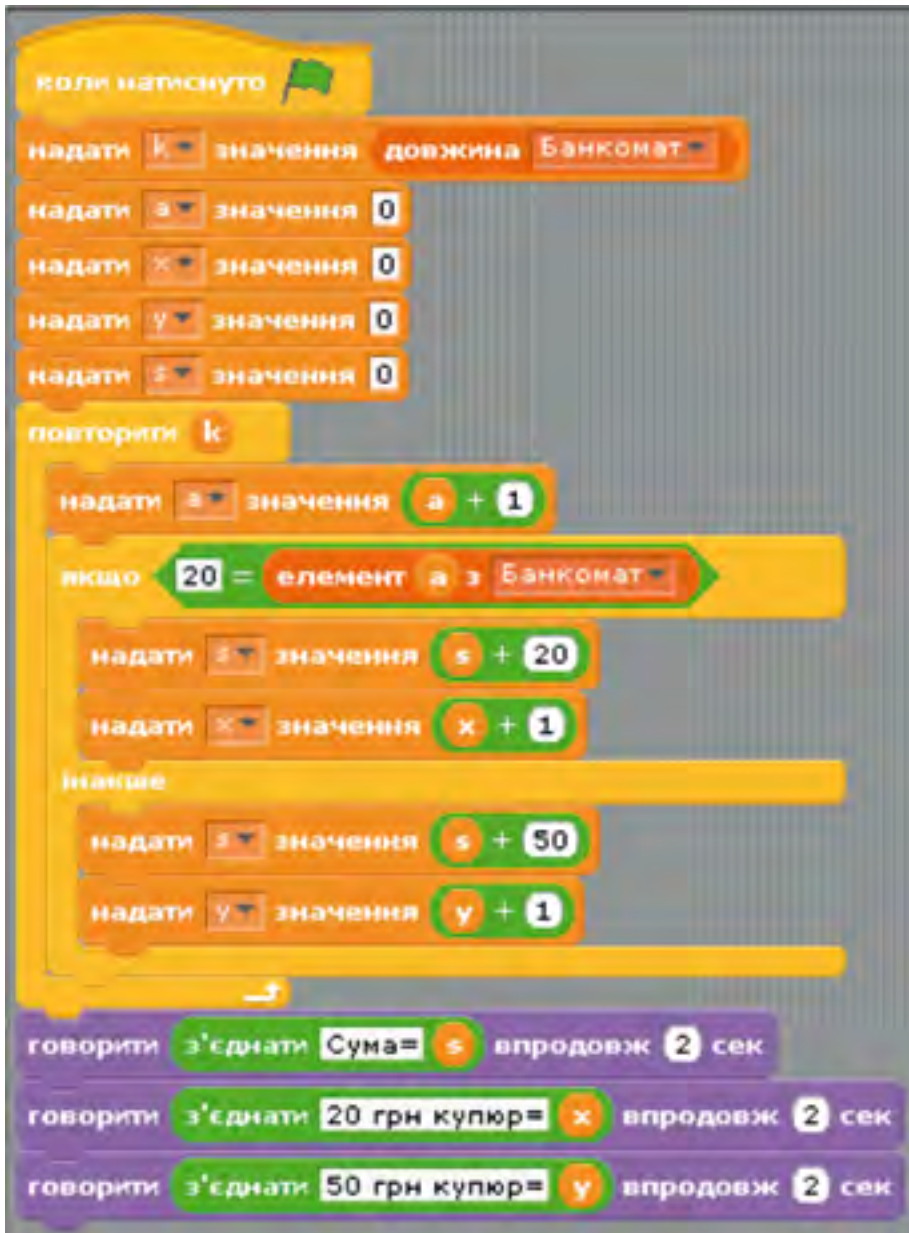 коли натиснуто
надати k значення довжина Банкомат
надати a значення 0
надати x значення 0
надати y значення 0
надати s значення 0
повторити k
надати a значення a + 1
якщо 20 = елемент a з Банкомат
надати s значення s + 20
надати x значення x + 1
інакше
надати s значення s + 50
надати y значення y + 1
говорити з'єднати Сума= s впродовж 2 сек
говорити з'єднати 20 грн купюр= x впродовж 2 сек
говорити з'єднати 50 грн купюр= y впродовж 2 сек